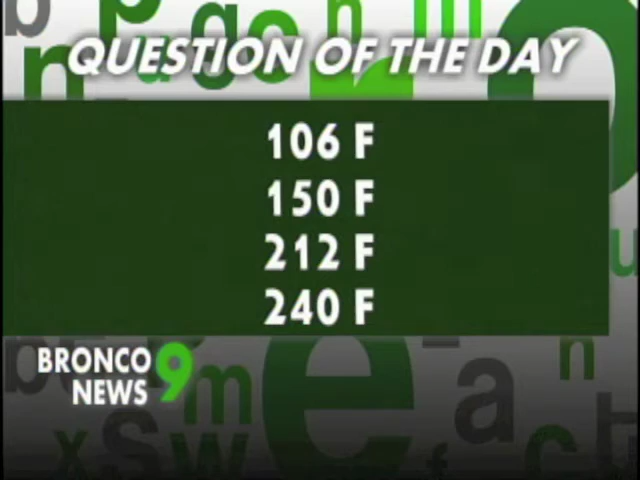 QUESTION OF THE DAY
106 F
150 F
212 F
240 F
BRONCO
NEWS 9